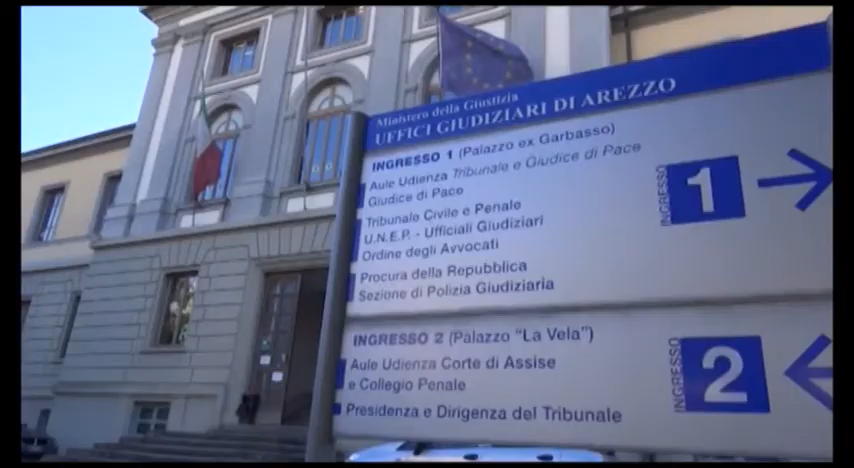 Ministero della Giustizia
UFFICI GIUDIZIARI DI AREZZO
INGRESSO 1 (Palazzo ex Garbasso)
Aule Udienza Tribunale e Giudice di Pace
Giudice di Pace
Tribunale Civile e Penale
U.N.E.P. - Ufficiali Giudiziari
Ordine degli Avvocati
Procura della Repubblica
Sezione di Polizia Giudiziaria
INGRESSO 1
INGRESSO 2 (Palazzo "La Vela")
Aule Udienza Corte di Assise
e Collegio Penale
Presidenza e Dirigenza del Tribunale
INGRESSO 2